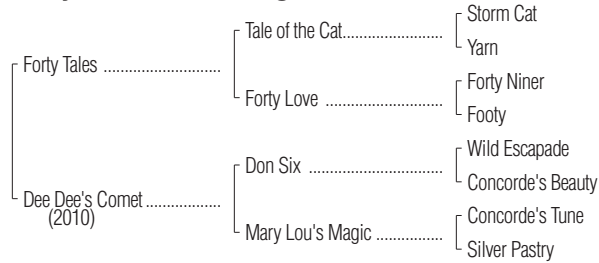 Forty Tales ..........................
Dee Dee's Comet .................
(2010)
Tale of the Cat.......................
Forty Love ..........................
Don Six ..............................
Mary Lou's Magic ..................
Storm Cat
Yarn
Forty Niner
Footy
Wild Escapade
Concorde's Beauty
Concorde's Tune
Silver Pastry